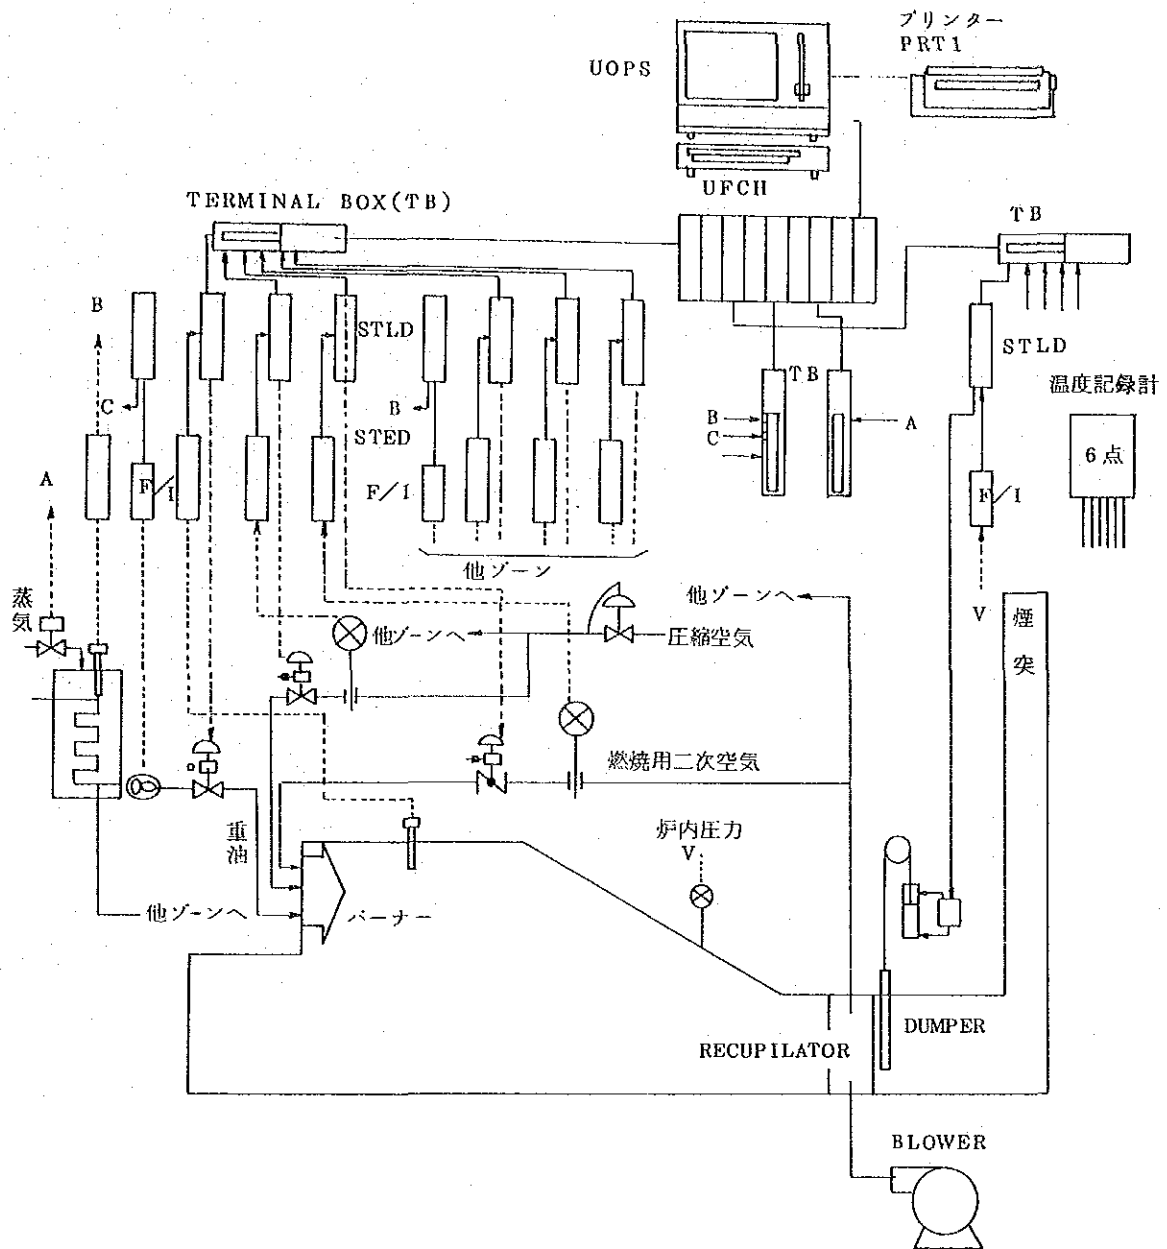 プリンター
PRT1
UOPS
UFCH
TERMINAL BOX(TB)
TB
B
STLD
STLD
TB
温度記録計
C
B
B
C
A
STED
6点
A
F/I
F/I
F/I
他ゾーン
蒸気
他ゾーンへ
V
煙突
他ゾーンへ
圧縮空気
燃焼用二次空気
重油
炉内圧力
V
他ゾーンへ
バーナー
DUMPER
RECUPILATOR
BLOWER